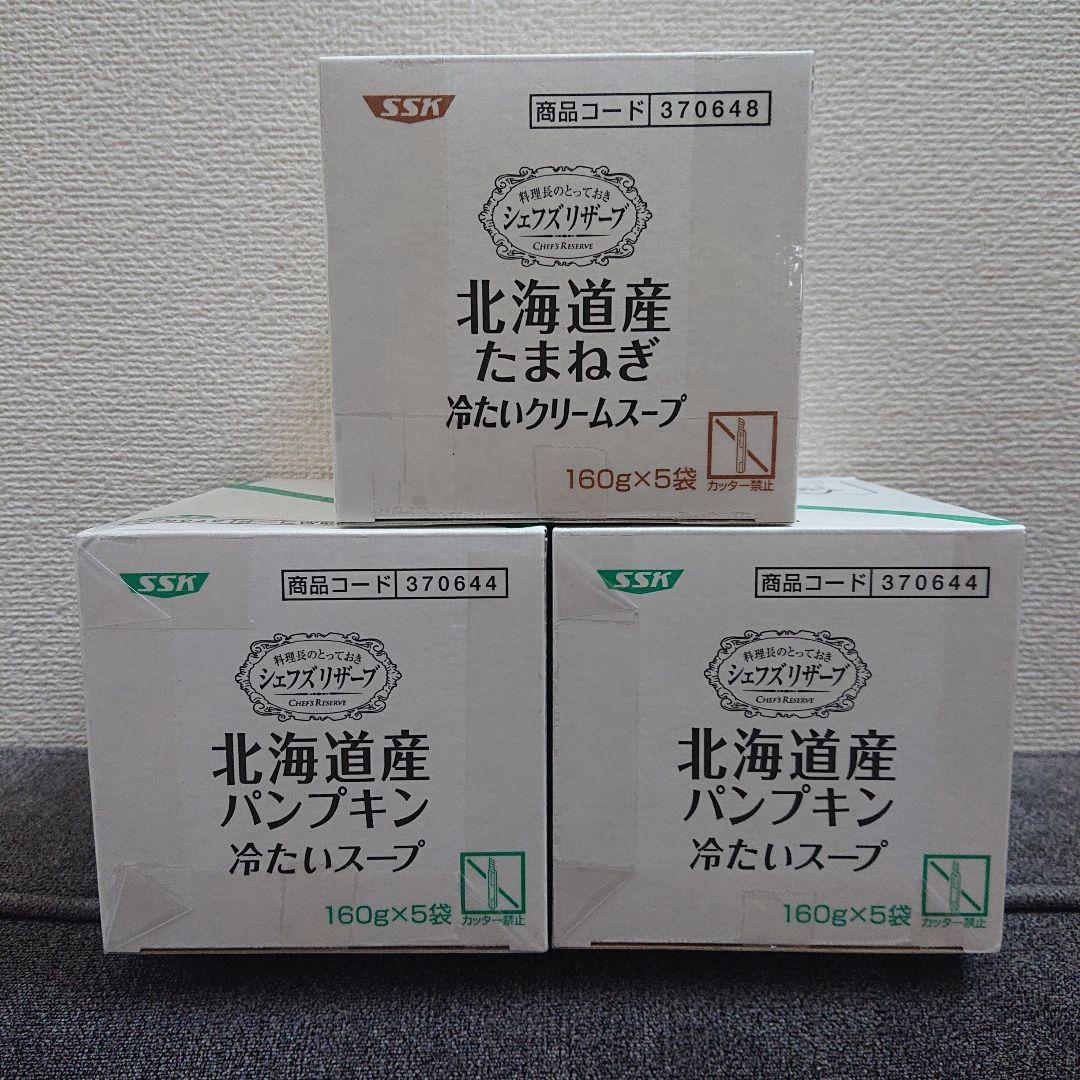 SSK
商品コード 370648
料理長のとっておき
シェフズリザーブ
CHEF'S RESERVE
北海道産
たまねぎ
冷たいクリームスープ
160g×5袋
カッター禁止
SSK
商品コード 370644
料理長のとっておき
シェフズリザーブ
CHEF'S RESERVE
北海道産
パンプキン
冷たいスープ
160g×5袋
カッター禁止
SSK
商品コード 370644
料理長のとっておき
シェフズリザーブ
CHEF'S RESERVE
北海道産
パンプキン
冷たいスープ
160g×5袋
カッター禁止